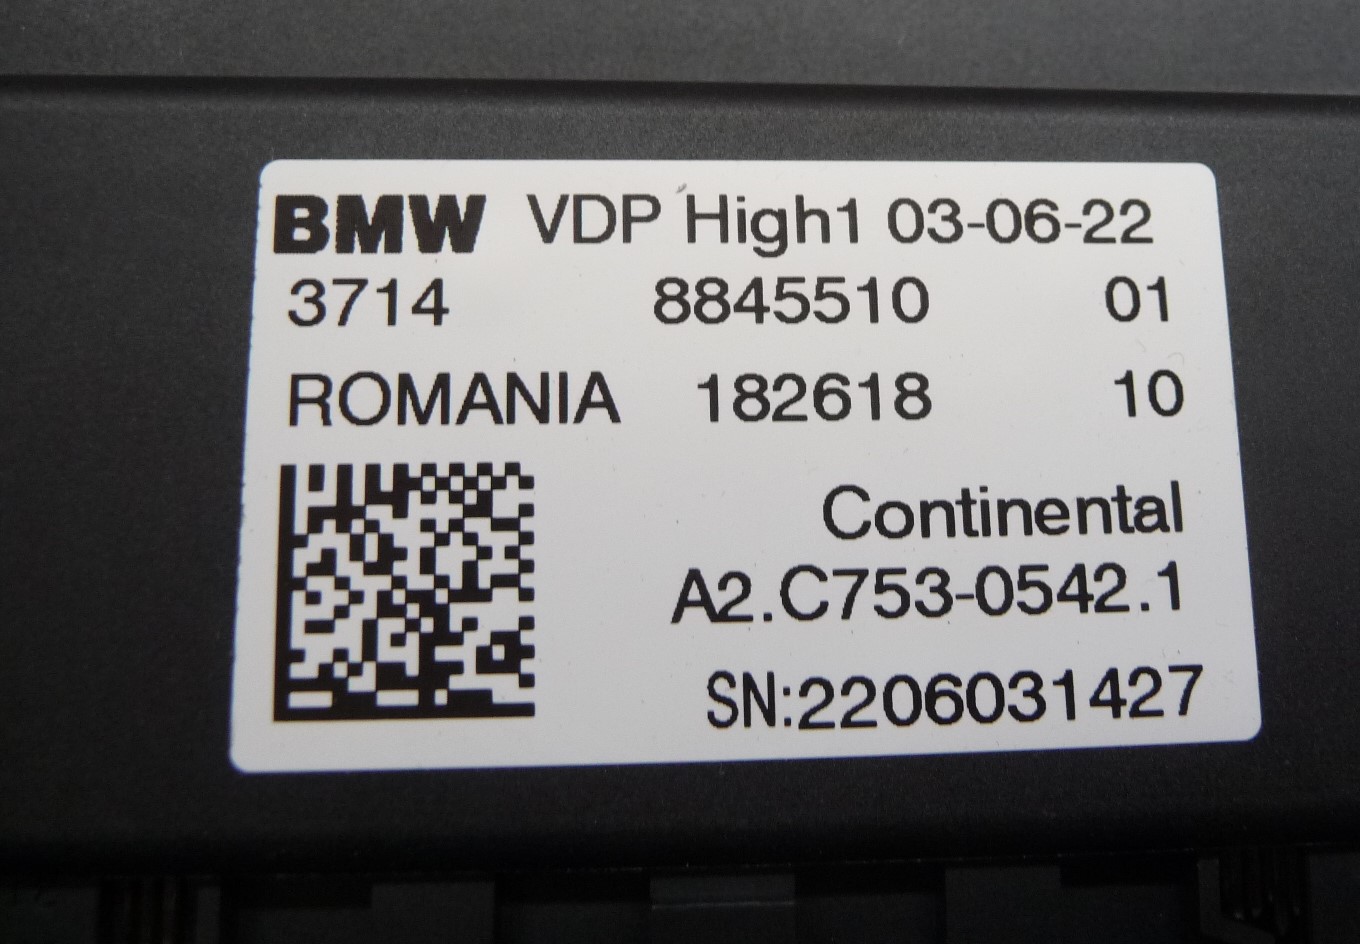 BMW VDP High1 03-06-22
3714 8845510 01
ROMANIA 182618 10
Continental
A2.C753-0542.1
SN:2206031427